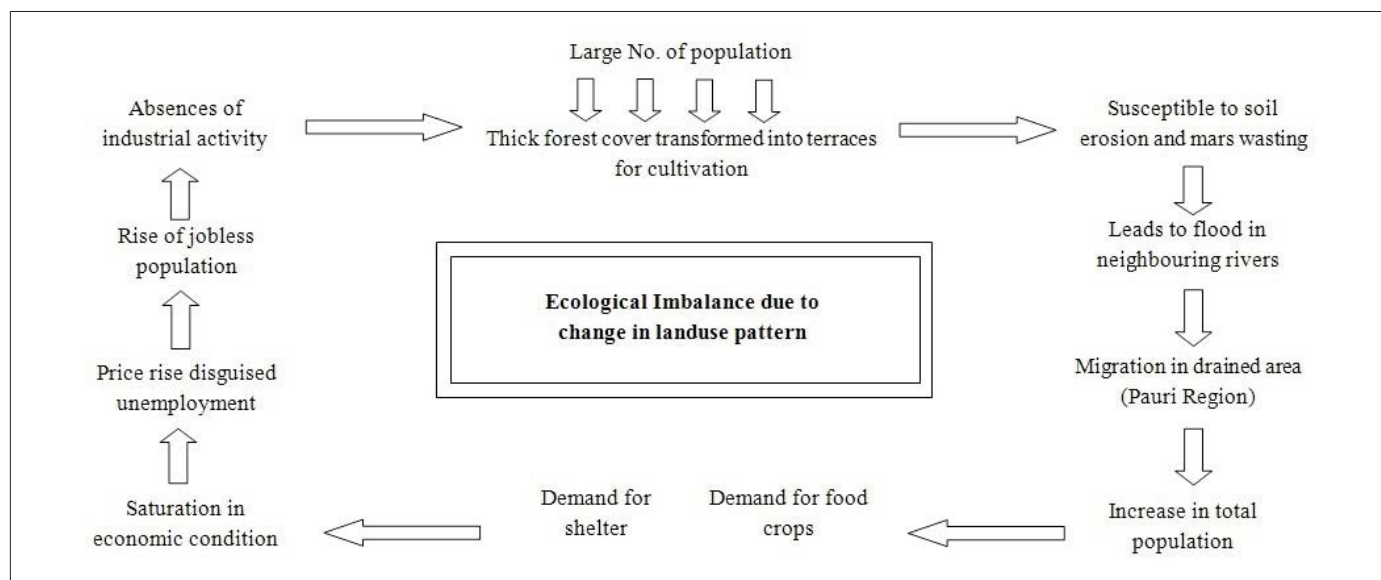 Large No. of population
Absences of
industrial activity
Thick forest cover transformed into terraces
for cultivation
Susceptible to soil
erosion and mars wasting
Leads to flood in
neighbouring rivers
Migration in drained area
(Pauri Region)
Increase in total
population
Demand for food
crops
Demand for
shelter
Saturation in
economic condition
Price rise disguised
unemployment
Rise of jobless
population
Ecological Imbalance due to
change in landuse pattern